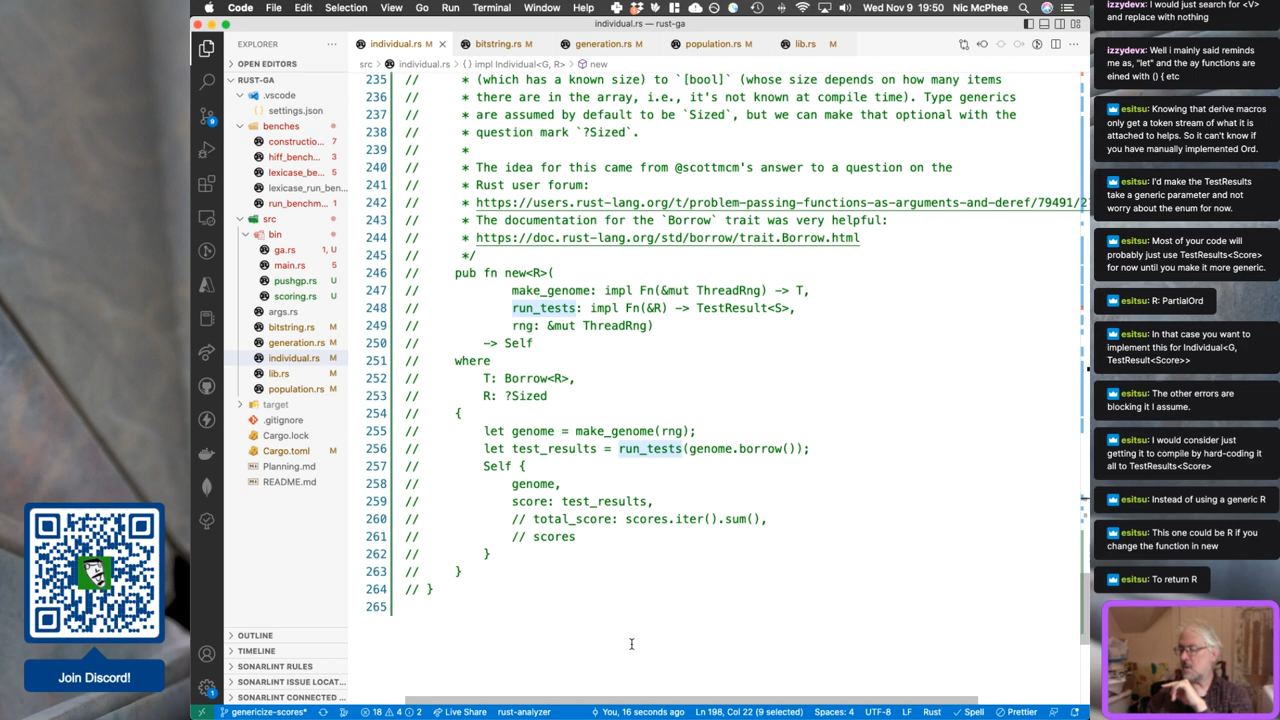 Code File Edit Selection View Go Run Terminal Window Help
Wed Nov 9 09:50 Nic McPhee
individual.rs — rust-ga
EXPLORER
OPEN EDITORS
RUST-GA
.vscode
settings.json
benches
constructio... 7
hiff_bench... 3
lexicase_be... 5
lexicase_run_ben...
run_benchm... 1
src
bin
ga.rs 1, U
main.rs 5
pushgp.rs U
scoring.rs U
args.rs
bitstring.rs M
generation.rs M
individual.rs M
lib.rs M
population.rs M
target
.gitignore
Cargo.lock
Cargo.toml M
Planning.md
README.md
OUTLINE
TIMELINE
SONARLINT RULES
SONARLINT ISSUE LOCAT...
SONARLINT CONNECTED ...
individual.rs M bitstring.rs M generation.rs M population.rs M lib.rs M
src > individual.rs > impl Individual<G, R> > new
235 // * (which has a known size) to `[bool]` (whose size depends on how many items
236 // * there are in the array, i.e., it's not known at compile time). Type generics
237 // * are assumed by default to be `Sized`, but we can make that optional with the
238 // * question mark `?Sized`.
239 // *
240 // * The idea for this came from @scottmcm's answer to a question on the
241 // * Rust user forum:
242 // * https://users.rust-lang.org/t/problem-passing-functions-as-arguments-and-deref/79491/2
243 // * The documentation for the `Borrow` trait was very helpful:
244 // * https://doc.rust-lang.org/std/borrow/trait.Borrow.html
245 // */
246 // pub fn new<R>(
247 // make_genome: impl Fn(&mut ThreadRng) -> T,
248 // run_tests: impl Fn(&R) -> TestResult<S>,
249 // rng: &mut ThreadRng)
250 // -> Self
251 // where
252 // T: Borrow<R>,
253 // R: ?Sized
254 // {
255 // let genome = make_genome(rng);
256 // let test_results = run_tests(genome.borrow());
257 // Self {
258 // genome,
259 // score: test_results,
260 // // total_score: scores.iter().sum(),
261 // // scores
262 // }
263 // }
264 // }
265
genericize-scores* 18 4 2 Live Share rust-analyzer You, 16 seconds ago Ln 198, Col 22 (9 selected) Spaces: 4 UTF-8 LF Rust Spell Prettier
Join Discord!
izzydevx: I would just search for <V>
and replace with nothing
izzydevx: Well i mainly said reminds
me as, "let" and the ay functions are
eined with () { etc
esitsu: Knowing that derive macros
only get a token stream of what it is
attached to helps. So it can't know if
you have manually implemented Ord.
esitsu: I'd make the TestResults
take a generic parameter and not
worry about the enum for now.
esitsu: Most of your code will
probably just use TestResults<Score>
for now until you make it more generic.
esitsu: R: PartialOrd
esitsu: In that case you want to
implement this for Individual<G,
TestResult<Score>>
esitsu: The other errors are
blocking it I assume.
esitsu: I would consider just
getting it to compile by hard-coding it
all to TestResults<Score>
esitsu: Instead of using a generic R
esitsu: This one could be R if you
change the function in new
esitsu: To return R